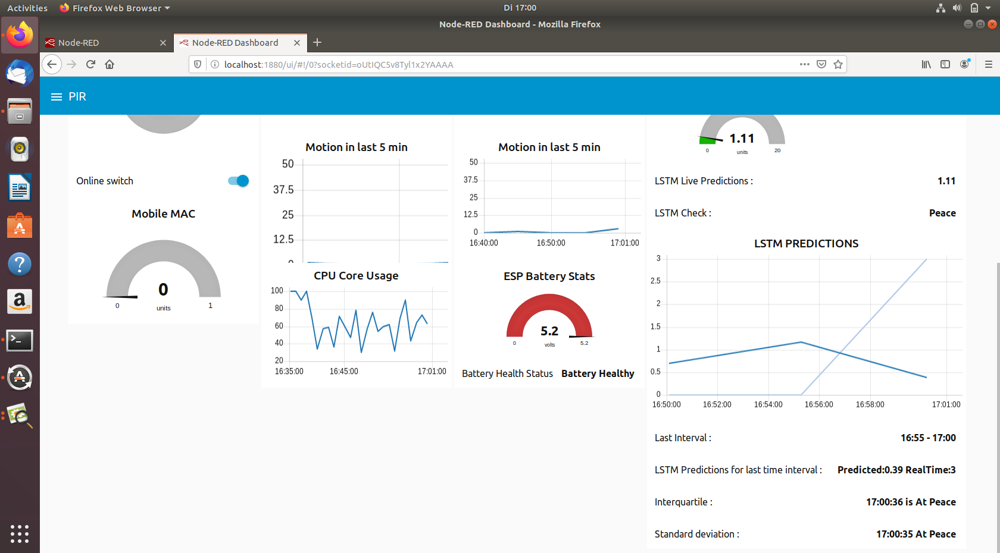 Activities
Firefox Web Browser
Di 17:00
Node-RED Dashboard - Mozilla Firefox
Node-RED
Node-RED Dashboard
localhost:1880/ui/#!/0?socketid=oUtIQC5v8Tyl1x2YAAAA
PIR
Online switch
Mobile MAC
0
0
units
1
Motion in last 5 min
50
37.5
25
12.5
0
CPU Core Usage
100
80
60
40
20
16:35:00
16:45:00
17:01:00
Motion in last 5 min
50
37.5
25
12.5
0
16:40:00
16:50:00
17:01:00
ESP Battery Stats
5.2
0
volts
5.2
Battery Health Status
Battery Healthy
1.11
0
units
20
LSTM Live Predictions :
1.11
LSTM Check :
Peace
LSTM PREDICTIONS
3
2.5
2
1.5
1
0.5
0
16:50:00
16:52:00
16:54:00
16:56:00
16:58:00
17:01:00
Last Interval :
16:55 - 17:00
LSTM Predictions for last time interval :
Predicted:0.39 RealTime:3
Interquartile :
17:00:36 is At Peace
Standard deviation :
17:00:35 At Peace